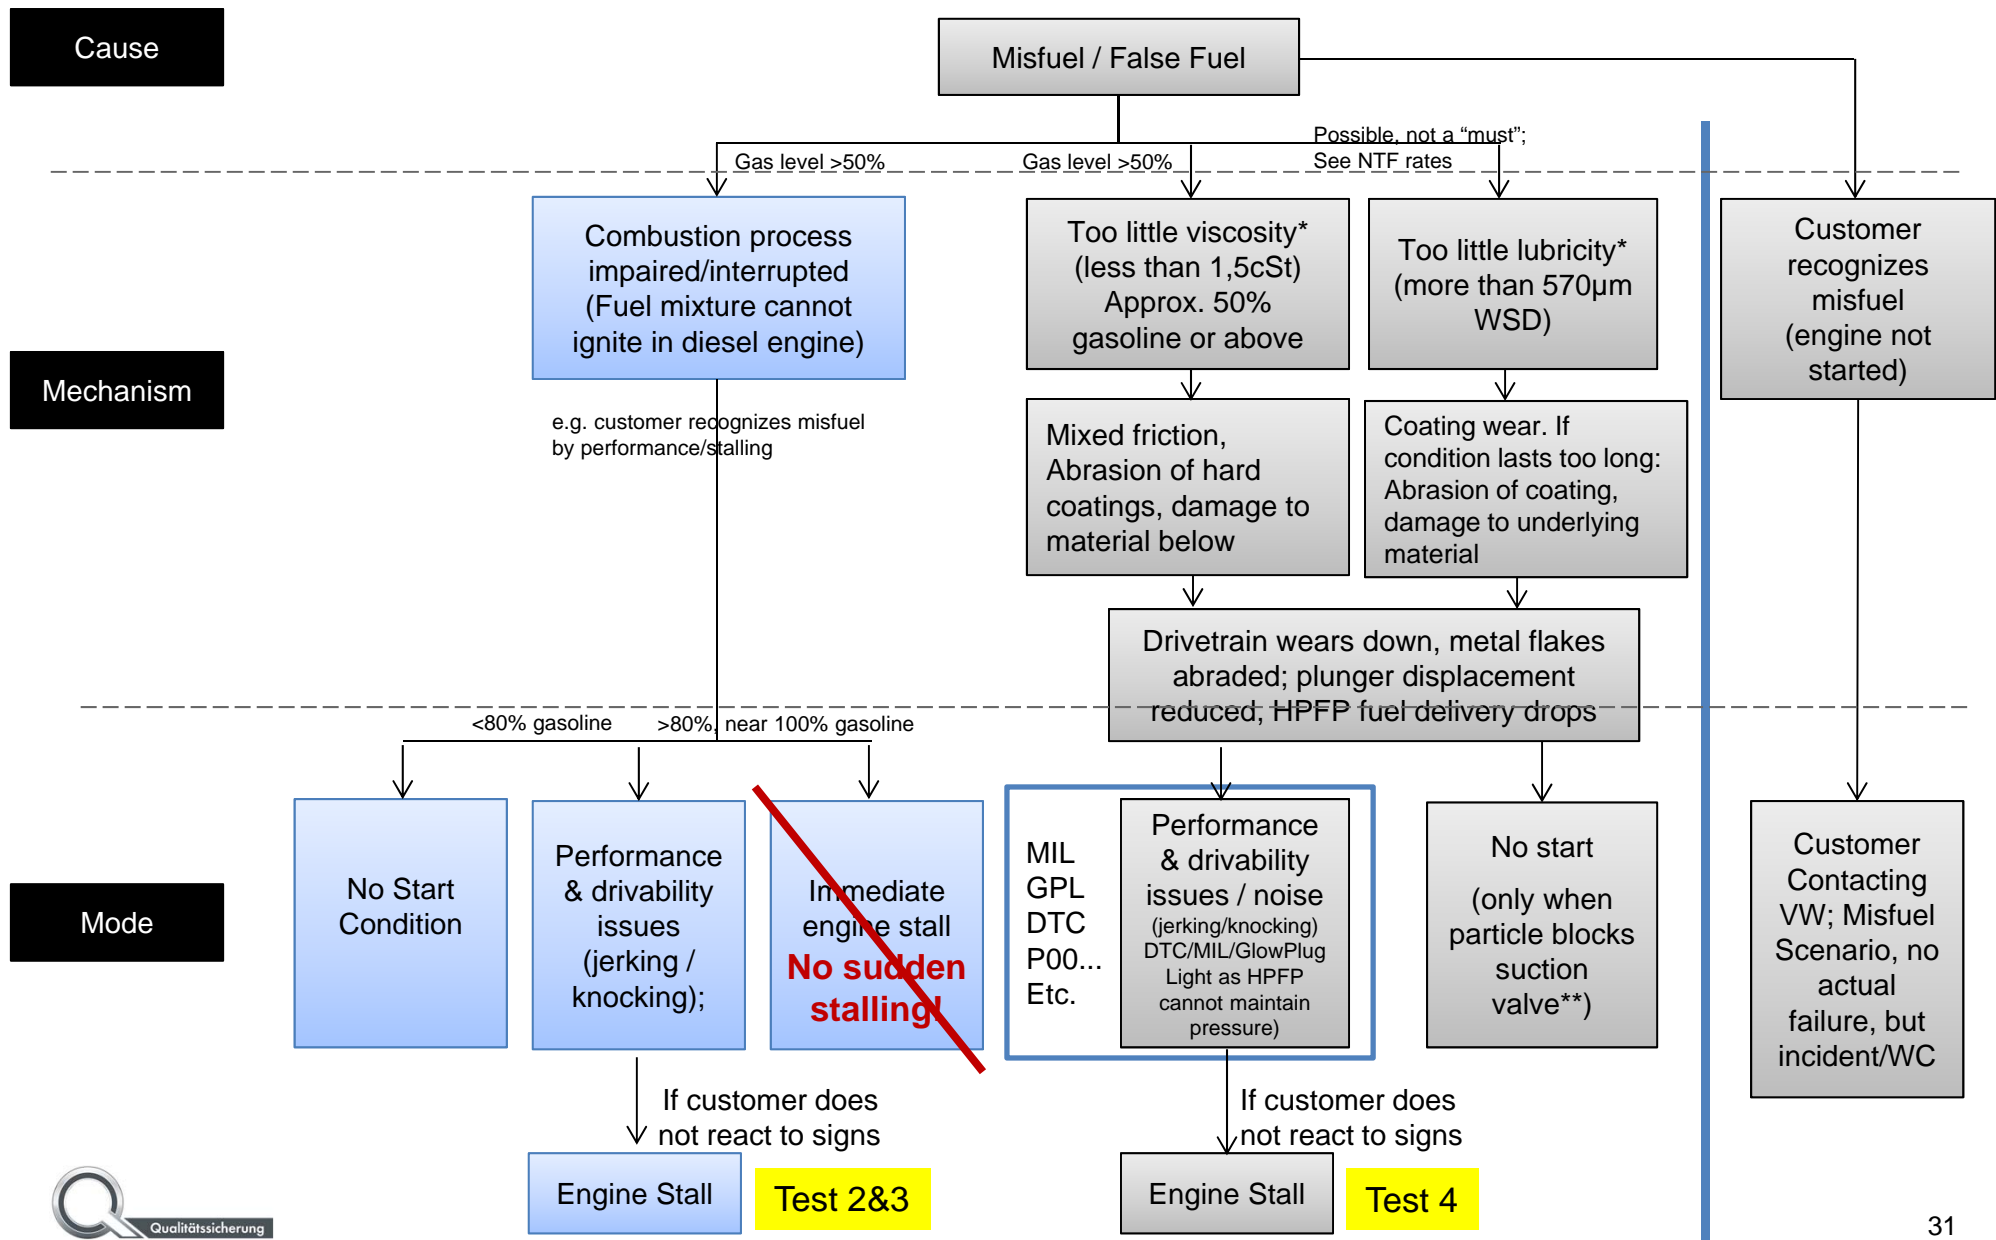 Cause
Misfuel / False Fuel
Possible, not a “must”;
See NTF rates
Gas level >50%
Gas level >50%
Mechanism
Combustion process
impaired/interrupted
(Fuel mixture cannot
ignite in diesel engine)
Too little viscosity*
(less than 1,5cSt)
Approx. 50%
gasoline or above
Too little lubricity*
(more than 570µm
WSD)
Customer
recognizes
misfuel
(engine not
started)
e.g. customer recognizes misfuel
by performance/stalling
Mixed friction,
Abrasion of hard
coatings, damage to
material below
Coating wear. If
condition lasts too long:
Abrasion of coating,
damage to underlying
material
Drivetrain wears down, metal flakes
abraded; plunger displacement
reduced; HPFP fuel delivery drops
<80% gasoline
>80%, near 100% gasoline
Mode
No Start
Condition
Performance
& drivability
issues
(jerking /
knocking);
Immediate
engine stall
No sudden
stalling!
MIL
GPL
DTC
P00...
Etc.
Performance
& drivability
issues / noise
(jerking/knocking)
DTC/MIL/GlowPlug
Light as HPFP
cannot maintain
pressure)
No start
(only when
particle blocks
suction
valve**)
Customer
Contacting
VW; Misfuel
Scenario, no
actual
failure, but
incident/WC
If customer does
not react to signs
If customer does
not react to signs
Engine Stall
Test 2&3
Engine Stall
Test 4
Qualitätssicherung
31